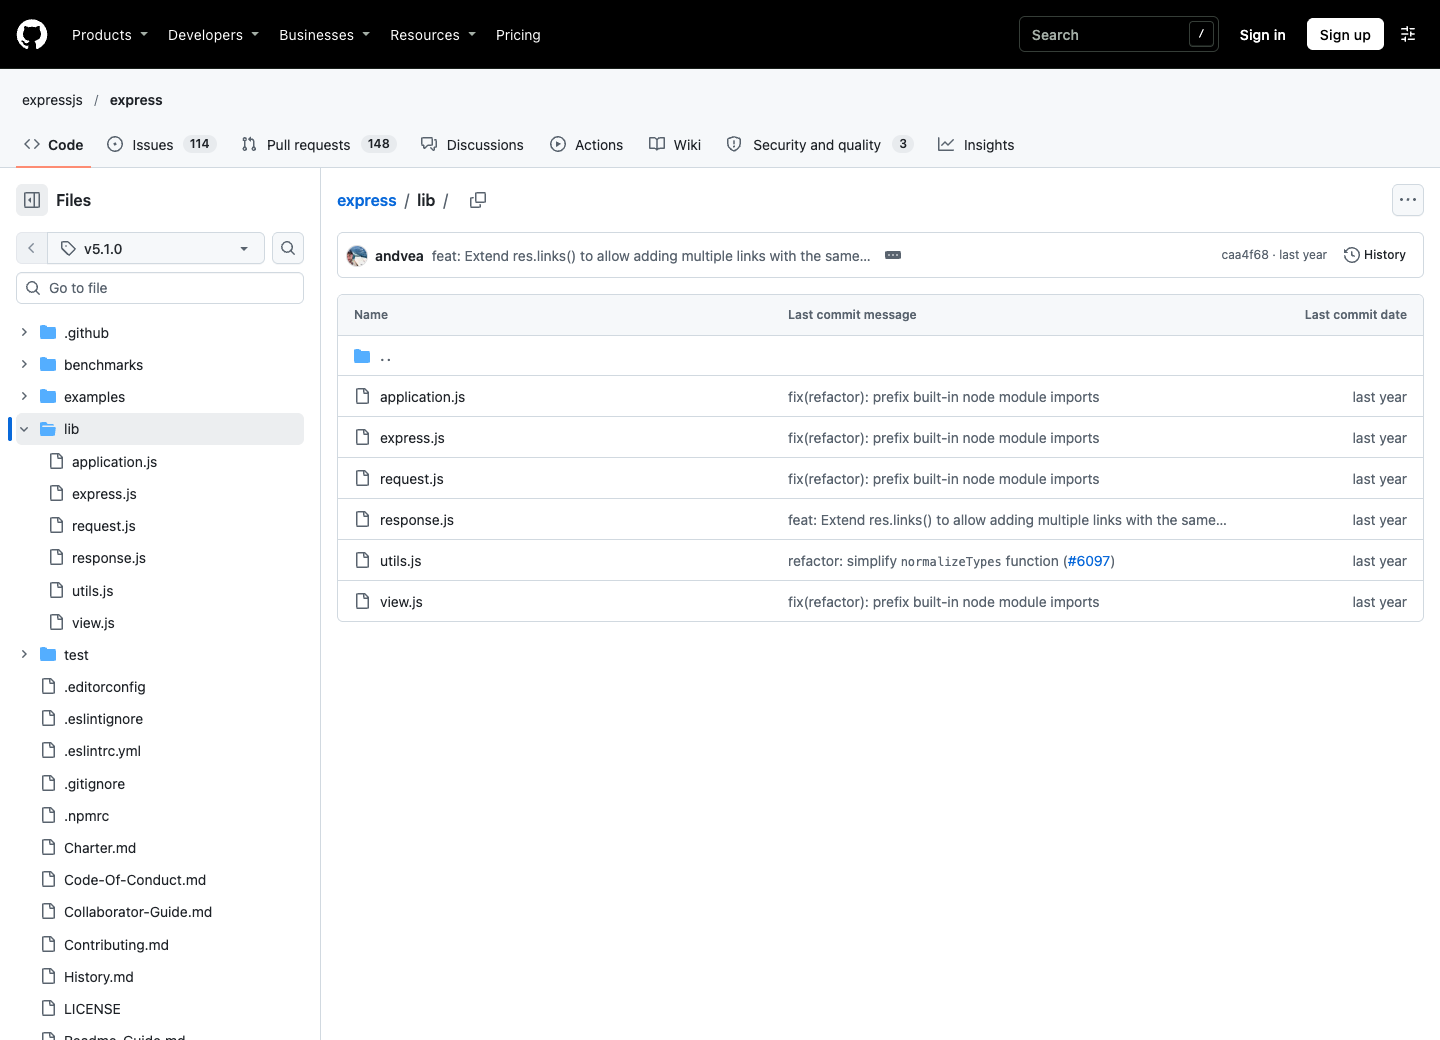 Products Developers Businesses Resources Pricing Search / Sign in Sign up
expressjs / express
Code Issues 114 Pull requests 148 Discussions Actions Wiki Security and quality 3 Insights
Files
v5.1.0
Go to file
.github
benchmarks
examples
lib
application.js
express.js
request.js
response.js
utils.js
view.js
test
.editorconfig
.eslintignore
.eslintrc.yml
.gitignore
.npmrc
Charter.md
Code-Of-Conduct.md
Collaborator-Guide.md
Contributing.md
History.md
LICENSE
Readme-Guide.md
express / lib /
andvea feat: Extend res.links() to allow adding multiple links with the same… caa4f68 · last year History
Name Last commit message Last commit date
..
application.js fix(refactor): prefix built-in node module imports last year
express.js fix(refactor): prefix built-in node module imports last year
request.js fix(refactor): prefix built-in node module imports last year
response.js feat: Extend res.links() to allow adding multiple links with the same… last year
utils.js refactor: simplify normalizeTypes function (#6097) last year
view.js fix(refactor): prefix built-in node module imports last year